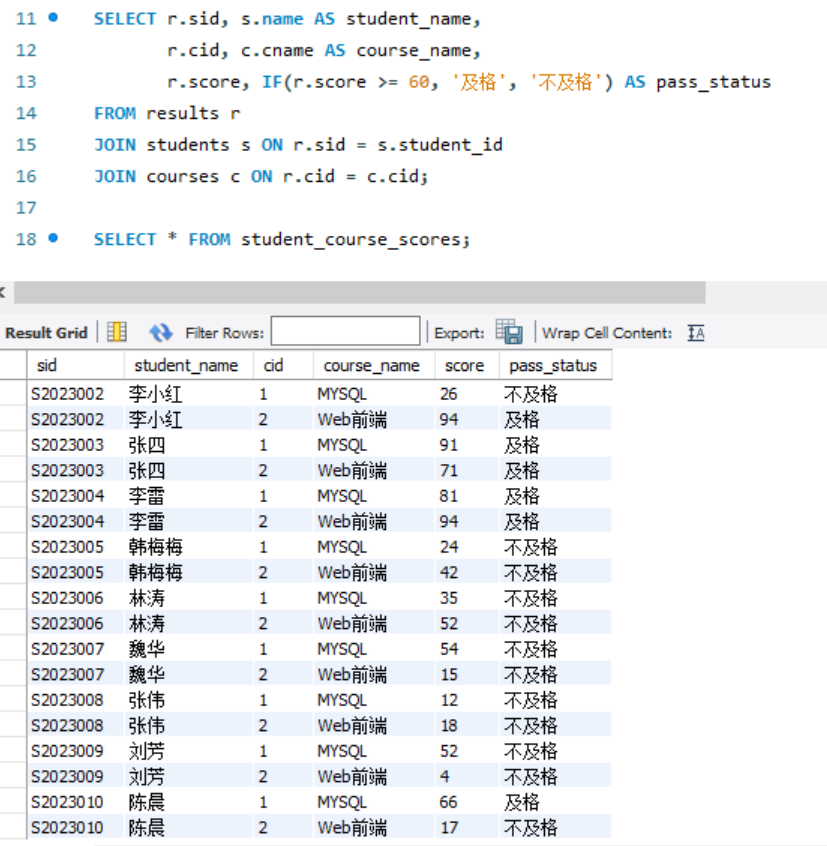 11 SELECT r.sid, s.name AS student_name,
12 r.cid, c.cname AS course_name,
13 r.score, IF(r.score >= 60, '及格', '不及格') AS pass_status
14 FROM results r
15 JOIN students s ON r.sid = s.student_id
16 JOIN courses c ON r.cid = c.cid;
17
18 SELECT * FROM student_course_scores;
Result Grid Filter Rows: Export: Wrap Cell Content: IA
sid student_name cid course_name score pass_status
S2023002 李小红 1 MYSQL 26 不及格
S2023002 李小红 2 Web前端 94 及格
S2023003 张四 1 MYSQL 91 及格
S2023003 张四 2 Web前端 71 及格
S2023004 李雷 1 MYSQL 81 及格
S2023004 李雷 2 Web前端 94 及格
S2023005 韩梅梅 1 MYSQL 24 不及格
S2023005 韩梅梅 2 Web前端 42 不及格
S2023006 林涛 1 MYSQL 35 不及格
S2023006 林涛 2 Web前端 52 不及格
S2023007 魏华 1 MYSQL 54 不及格
S2023007 魏华 2 Web前端 15 不及格
S2023008 张伟 1 MYSQL 12 不及格
S2023008 张伟 2 Web前端 18 不及格
S2023009 刘芳 1 MYSQL 52 不及格
S2023009 刘芳 2 Web前端 4 不及格
S2023010 陈晨 1 MYSQL 66 及格
S2023010 陈晨 2 Web前端 17 不及格